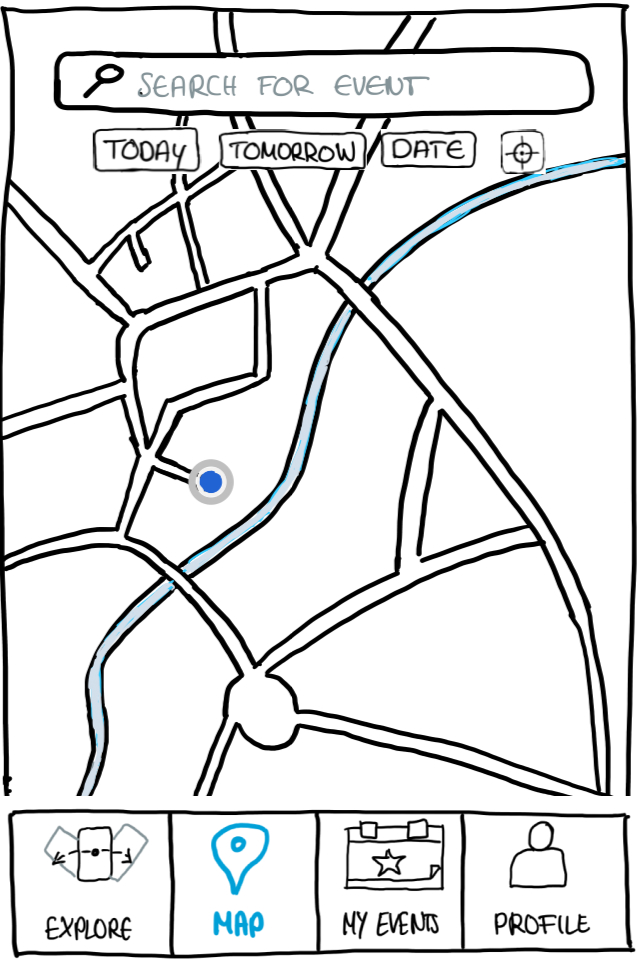 SEARCH FOR EVENT
TODAY TOMORROW DATE
EXPLORE MAP MY EVENTS PROFILE